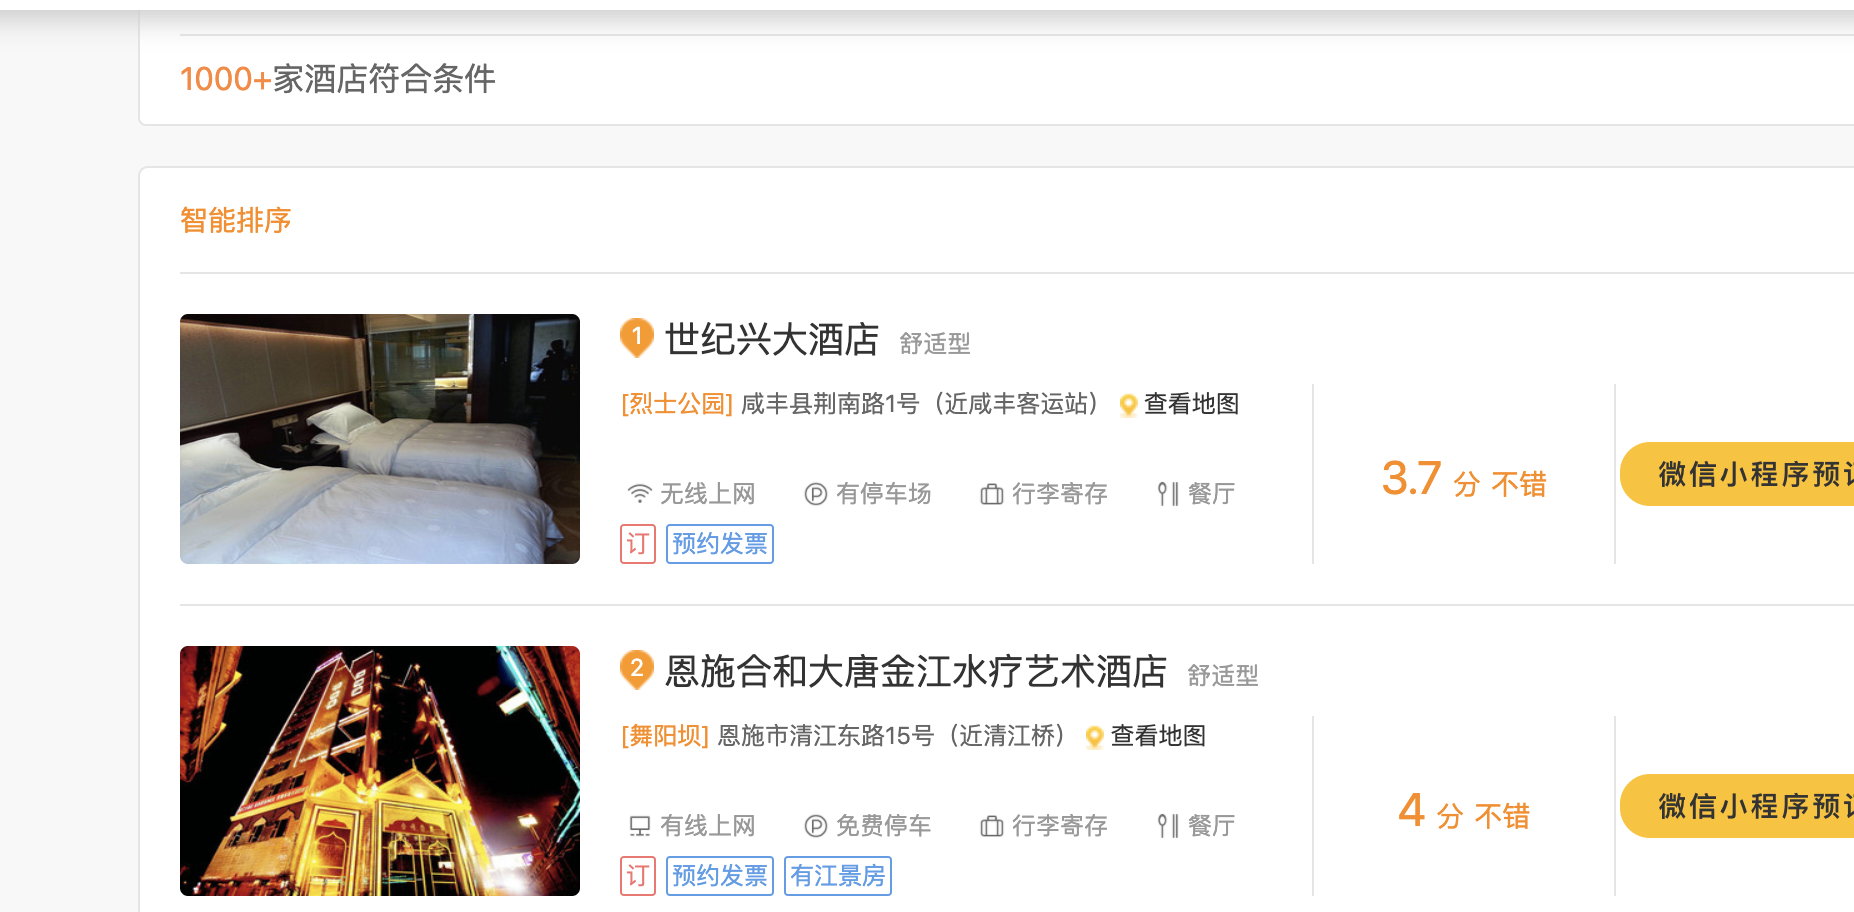 1000+家酒店符合条件
智能排序
1 世纪兴大酒店 舒适型
[烈士公园] 咸丰县荆南路1号（近咸丰客运站） 查看地图
3.7 分 不错
微信小程序预订
无线上网 有停车场 行李寄存 餐厅
订 预约发票
2 恩施合和大唐金江水疗艺术酒店 舒适型
[舞阳坝] 恩施市清江东路15号（近清江桥） 查看地图
4 分 不错
微信小程序预订
有线上网 免费停车 行李寄存 餐厅
订 预约发票 有江景房